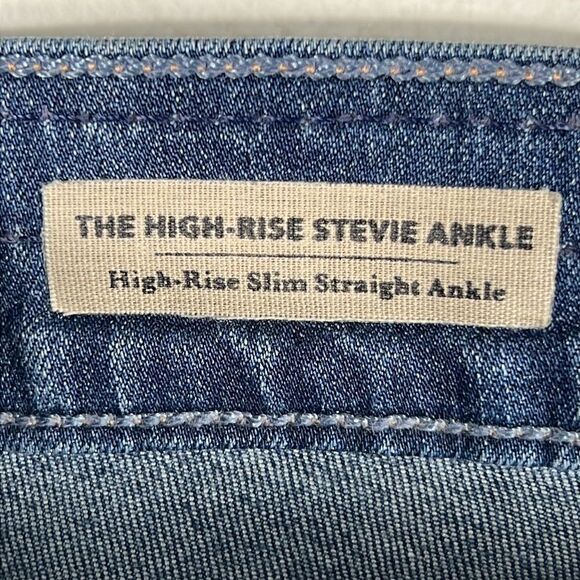 THE HIGH-RISE STEVIE ANKLE
High-Rise Slim Straight Ankle